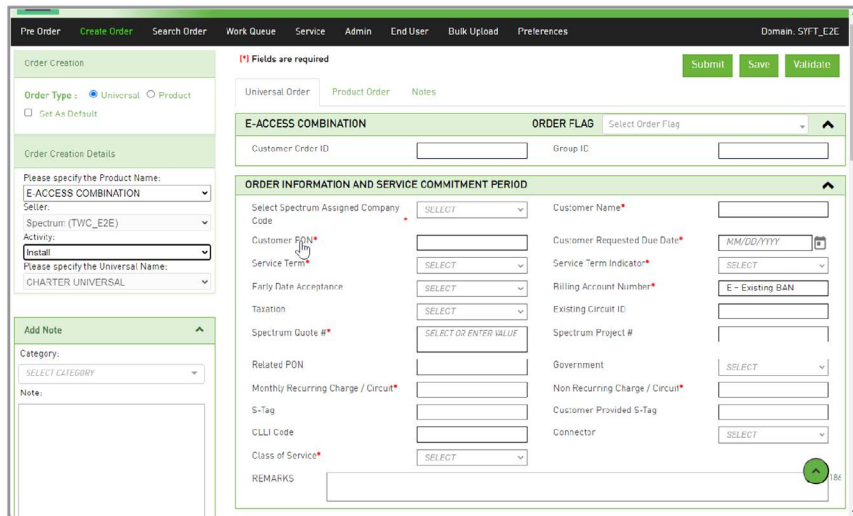 Pre Order Create Order Search Order Work Queue Service Admin End User Bulk Upload Preferences Domain: SYFT_E2E
Order Creation
Order Type : Universal Product
Set As Default
Order Creation Details
Please specify the Product Name:
E-ACCESS COMBINATION
Seller:
Spectrum (TWC_E2E)
Activity:
Install
Please specify the Universal Name:
CHARTER UNIVERSAL
Add Note
Category:
SELECT CATEGORY
Note:
(*) Fields are required
Submit Save Validate
Universal Order Product Order Notes
E-ACCESS COMBINATION ORDER FLAG Select Order Flag
Customer Order ID Group ID
ORDER INFORMATION AND SERVICE COMMITMENT PERIOD
Select Spectrum Assigned Company SELECT Customer Name*
Code *
Customer PON* Customer Requested Due Date* MM/DD/YYYY
Service Term* SELECT Service Term Indicator* SELECT
Early Date Acceptance SELECT Billing Account Number* E - Existing BAN
Taxation SELECT Existing Circuit ID
Spectrum Quote #* SELECT OR ENTER VALUE Spectrum Project #
Related PON Government SELECT
Monthly Recurring Charge / Circuit* Non Recurring Charge / Circuit*
S-Tag Customer Provided S-Tag
CLLI Code Connector SELECT
Class of Service* SELECT
REMARKS 186